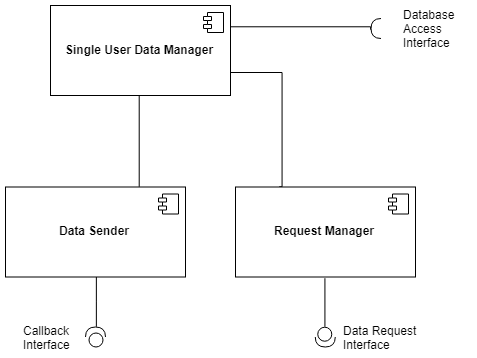 Database
Access
Interface
Single User Data Manager
Data Sender
Request Manager
Callback
Interface
Data Request
Interface